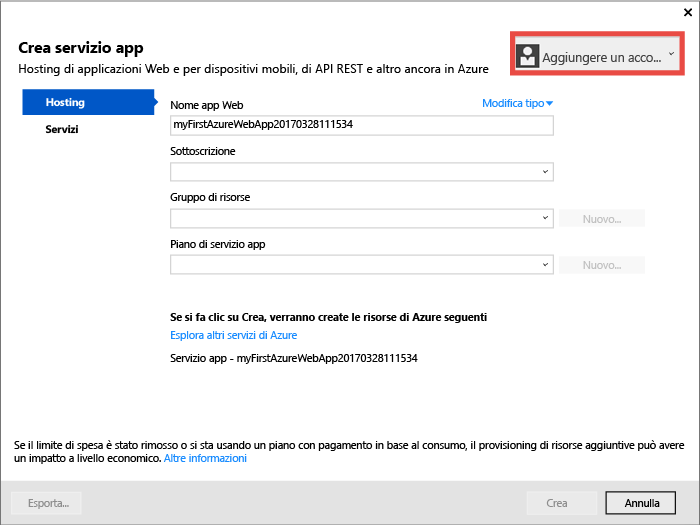 Crea servizio app
Hosting di applicazioni Web e per dispositivi mobili, di API REST e altro ancora in Azure
Aggiungere un acco...
Hosting
Servizi
Nome app Web
Modifica tipo
myFirstAzureWebApp20170328111534
Sottoscrizione
Gruppo di risorse
Nuovo...
Piano di servizio app
Nuovo...
Se si fa clic su Crea, verranno create le risorse di Azure seguenti
Esplora altri servizi di Azure
Servizio app - myFirstAzureWebApp20170328111534
Se il limite di spesa è stato rimosso o si sta usando un piano con pagamento in base al consumo, il provisioning di risorse aggiuntive può avere
un impatto a livello economico. Altre informazioni
Esporta...
Crea
Annulla